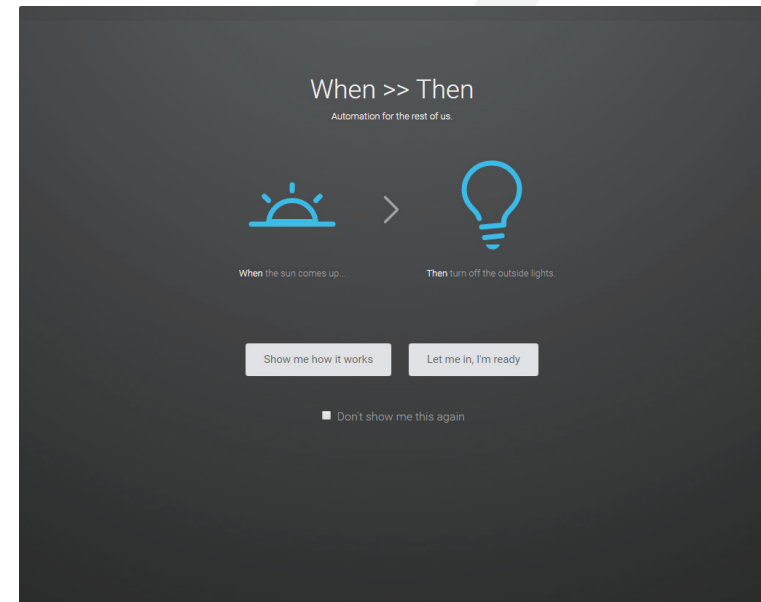 When >> Then
Automation for the rest of us.
When the sun comes up...
Then turn off the outside lights.
Show me how it works
Let me in, I'm ready
Don't show me this again